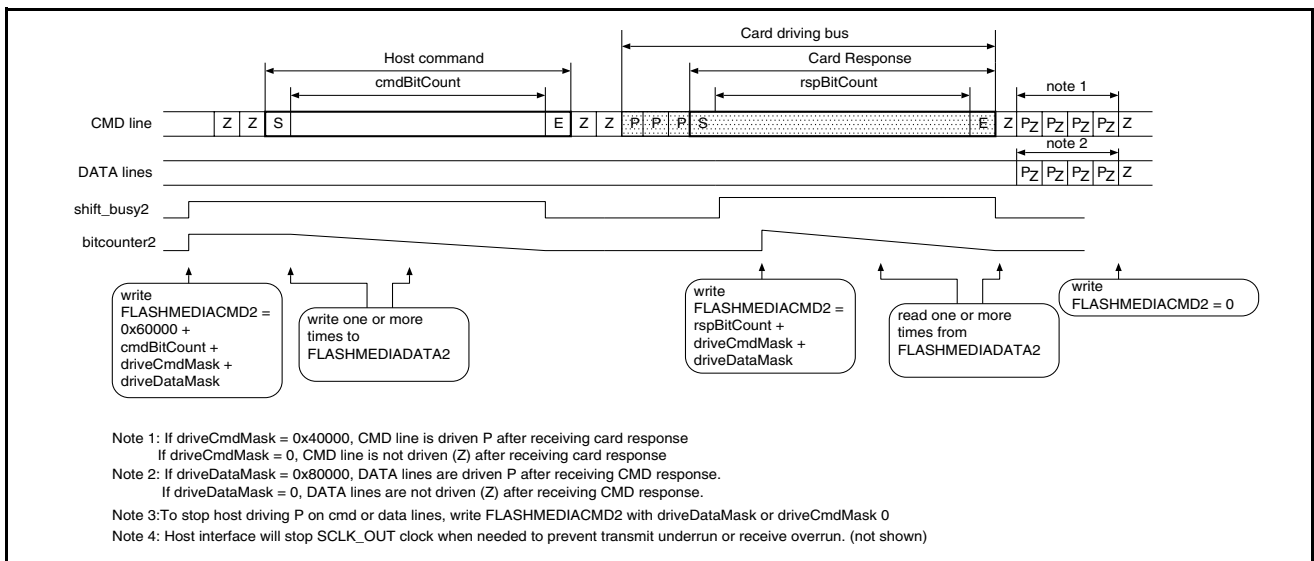 Card driving bus
Host command
Card Response
cmdBitCount
rspBitCount
note 1
CMD line
Z Z S E Z Z P P P S E Z PZ PZ PZ PZ Z
note 2
DATA lines
PZ PZ PZ PZ Z
shift_busy2
bitcounter2
write
FLASHMEDIACMD2 =
0x60000 +
cmdBitCount +
driveCmdMask +
driveDataMask
write one or more
times to
FLASHMEDIADATA2
write
FLASHMEDIACMD2 =
rspBitCount +
driveCmdMask +
driveDataMask
read one or more
times from
FLASHMEDIADATA2
write
FLASHMEDIACMD2 = 0
Note 1: If driveCmdMask = 0x40000, CMD line is driven P after receiving card response
If driveCmdMask = 0, CMD line is not driven (Z) after receiving card response
Note 2: If driveDataMask = 0x80000, DATA lines are driven P after receiving CMD response.
If driveDataMask = 0, DATA lines are not driven (Z) after receiving CMD response.
Note 3:To stop host driving P on cmd or data lines, write FLASHMEDIACMD2 with driveDataMask or driveCmdMask 0
Note 4: Host interface will stop SCLK_OUT clock when needed to prevent transmit underrun or receive overrun. (not shown)